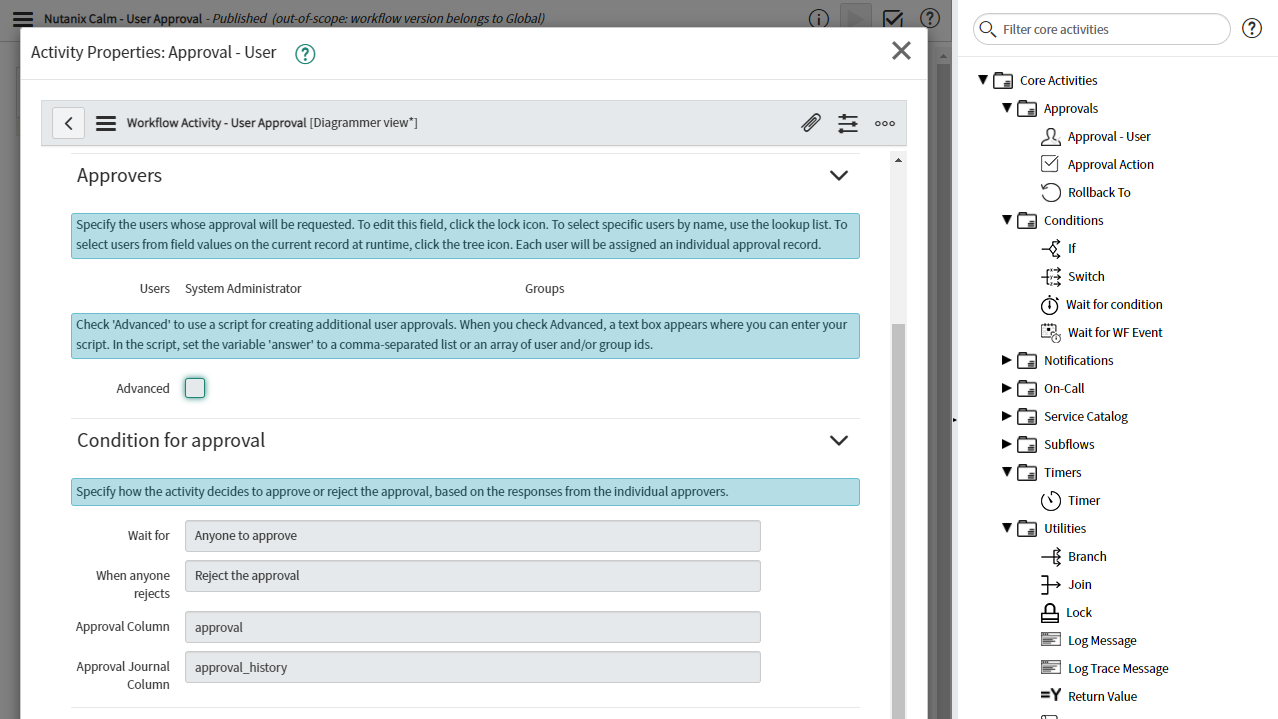 Nutanix Calm - User Approval - Published (out-of-scope: workflow version belongs to Global)
Activity Properties: Approval - User
Workflow Activity - User Approval [Diagrammer view*]
Approvers
Specify the users whose approval will be requested. To edit this field, click the lock icon. To select specific users by name, use the lookup list. To
select users from field values on the current record at runtime, click the tree icon. Each user will be assigned an individual approval record.
Users System Administrator Groups
Check 'Advanced' to use a script for creating additional user approvals. When you check Advanced, a text box appears where you can enter your
script. In the script, set the variable 'answer' to a comma-separated list or an array of user and/or group ids.
Advanced
Condition for approval
Specify how the activity decides to approve or reject the approval, based on the responses from the individual approvers.
Wait for Anyone to approve
When anyone
rejects
Reject the approval
Approval Column approval
Approval Journal
Column
approval_history
Filter core activities
Core Activities
Approvals
Approval - User
Approval Action
Rollback To
Conditions
If
Switch
Wait for condition
Wait for WF Event
Notifications
On-Call
Service Catalog
Subflows
Timers
Timer
Utilities
Branch
Join
Lock
Log Message
Log Trace Message
Return Value